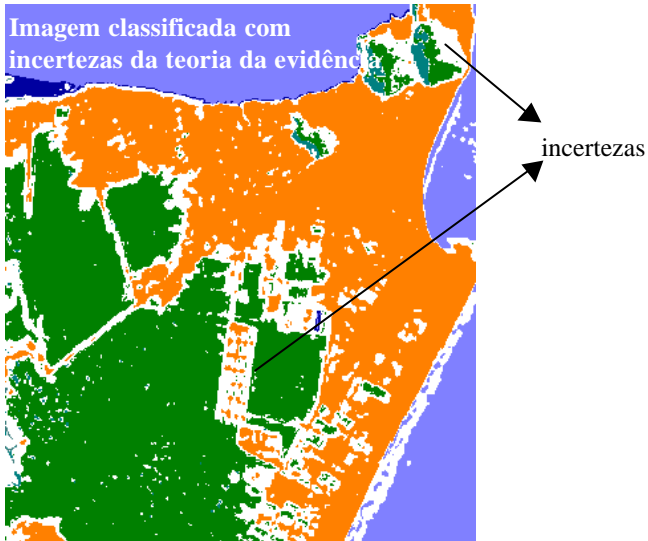 Imagem classificada com
incertezas da teoria da evidência
incertezas